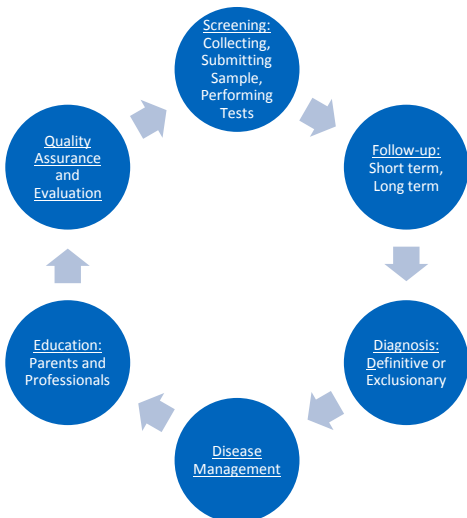 Screening:
Collecting,
Submitting
Sample,
Performing
Tests
Follow-up:
Short term,
Long term
Diagnosis:
Definitive or
Exclusionary
Disease
Management
Education:
Parents and
Professionals
Quality
Assurance
and
Evaluation